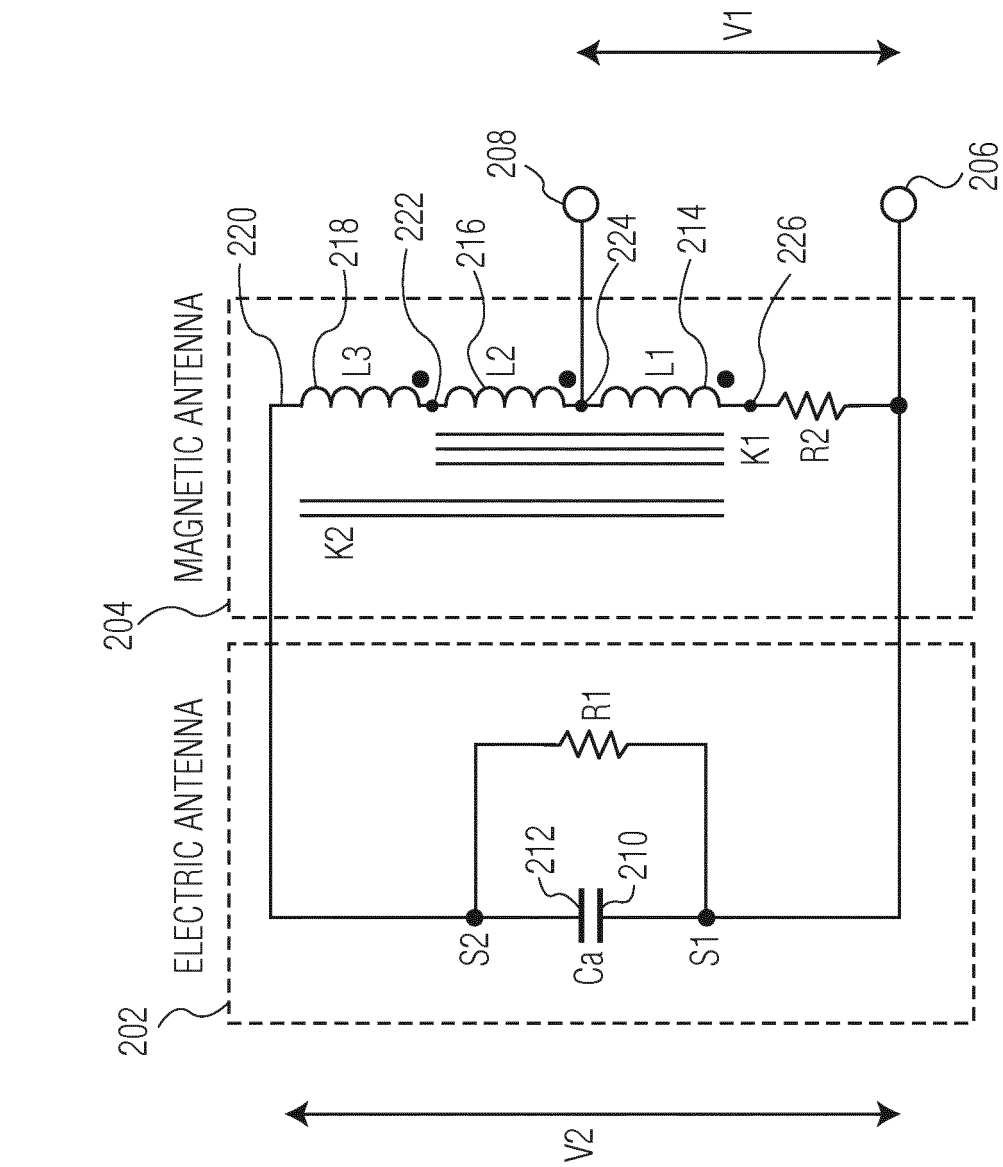 V1
208
206
220
218
222
216
224
214
226
MAGNETIC ANTENNA
204
L3
L2
L1
K2
K1
R2
ELECTRIC ANTENNA
202
R1
212
210
S2
Ca
S1
V2